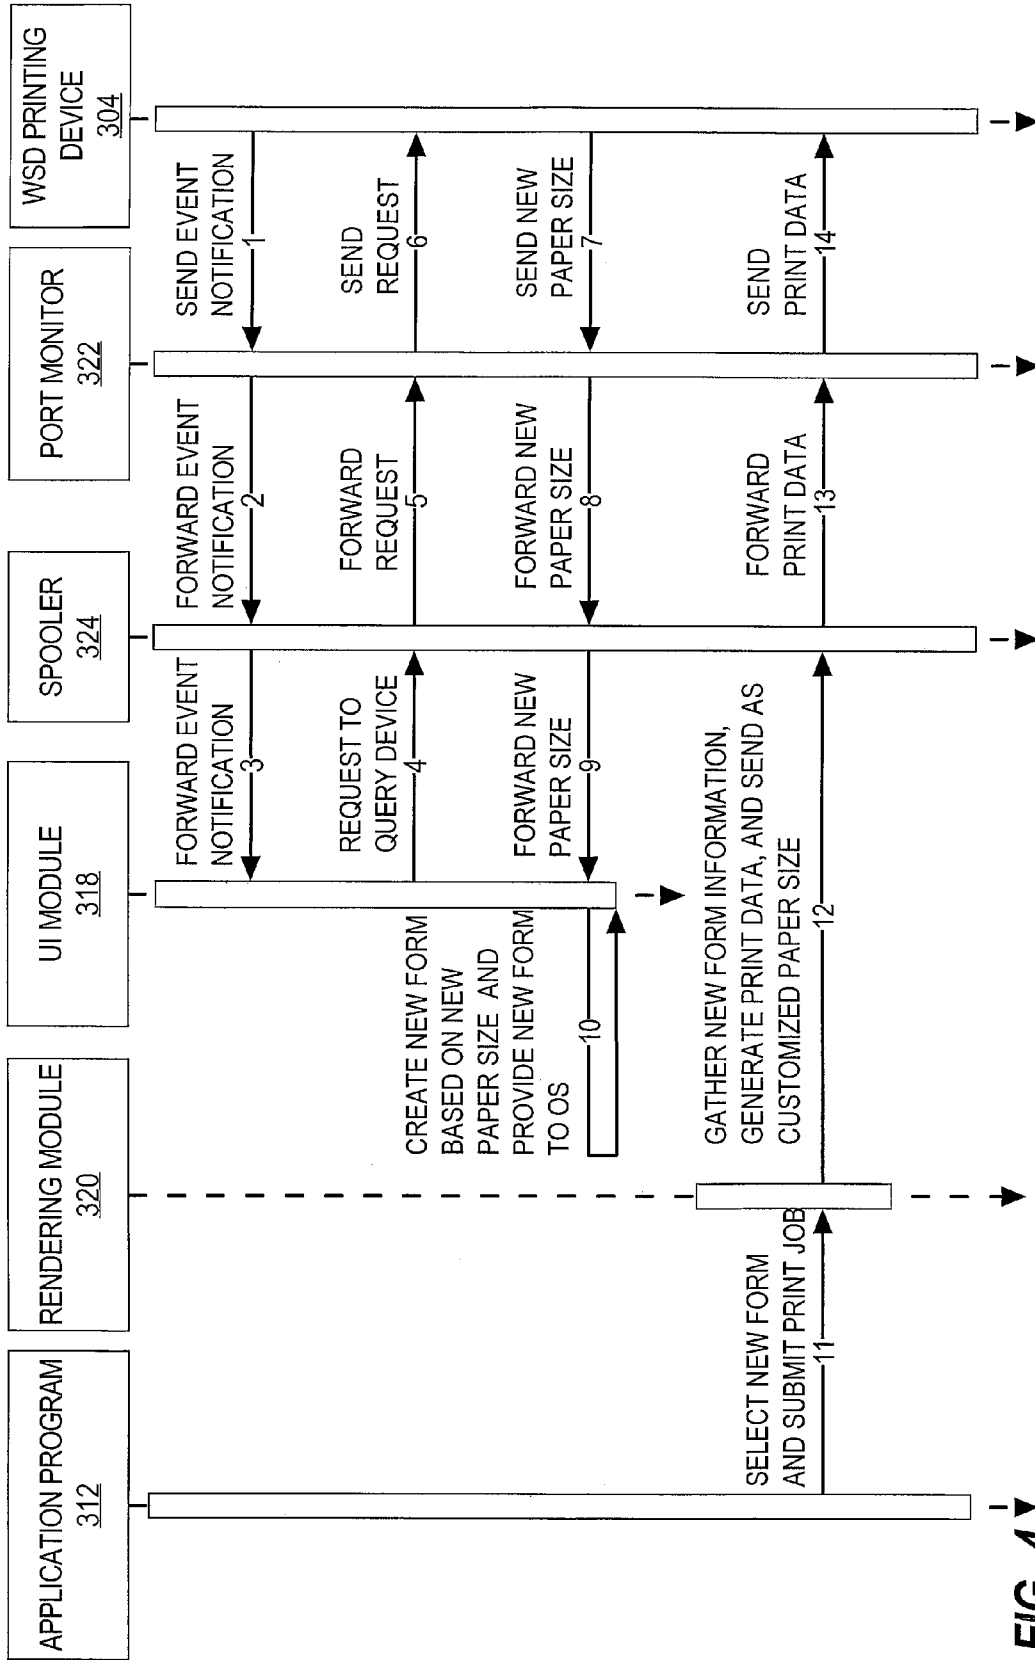 APPLICATION PROGRAM
312
RENDERING MODULE
320
UI MODULE
318
SPOOLER
324
PORT MONITOR
322
WSD PRINTING
DEVICE
304
FORWARD EVENT
NOTIFICATION
3
FORWARD EVENT
NOTIFICATION
2
SEND EVENT
NOTIFICATION
1
REQUEST TO
QUERY DEVICE
4
FORWARD
REQUEST
5
SEND
REQUEST
6
CREATE NEW FORM
BASED ON NEW
PAPER SIZE AND
PROVIDE NEW FORM
TO OS
10
FORWARD NEW
PAPER SIZE
9
FORWARD NEW
PAPER SIZE
8
SEND NEW
PAPER SIZE
7
SELECT NEW FORM
AND SUBMIT PRINT JOB
11
GATHER NEW FORM INFORMATION,
GENERATE PRINT DATA, AND SEND AS
CUSTOMIZED PAPER SIZE
12
FORWARD
PRINT DATA
13
SEND
PRINT DATA
14
FIG. 4